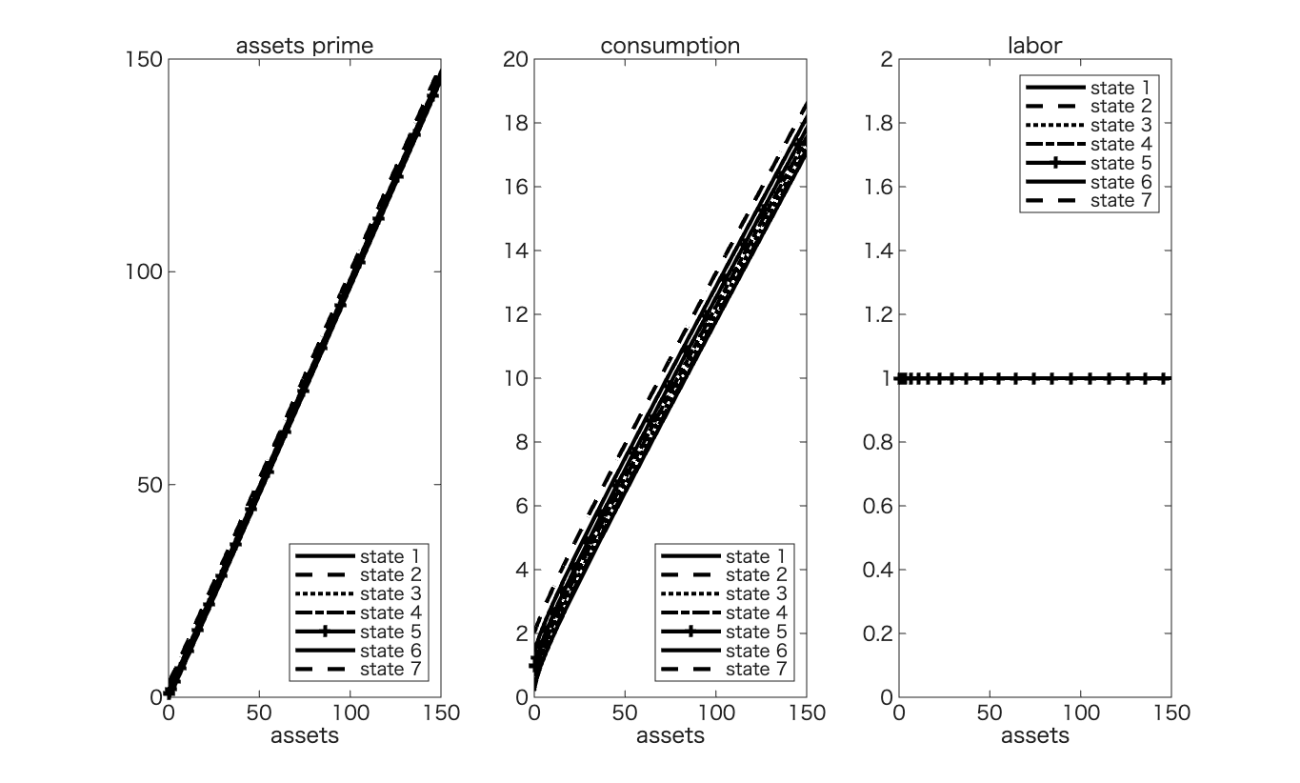 assets prime
150
100
50
0
0 50 100 150
assets
state 1
state 2
state 3
state 4
state 5
state 6
state 7
consumption
20
18
16
14
12
10
8
6
4
2
0
0 50 100 150
assets
state 1
state 2
state 3
state 4
state 5
state 6
state 7
labor
2
1.8
1.6
1.4
1.2
1
0.8
0.6
0.4
0.2
0
0 50 100 150
assets
state 1
state 2
state 3
state 4
state 5
state 6
state 7